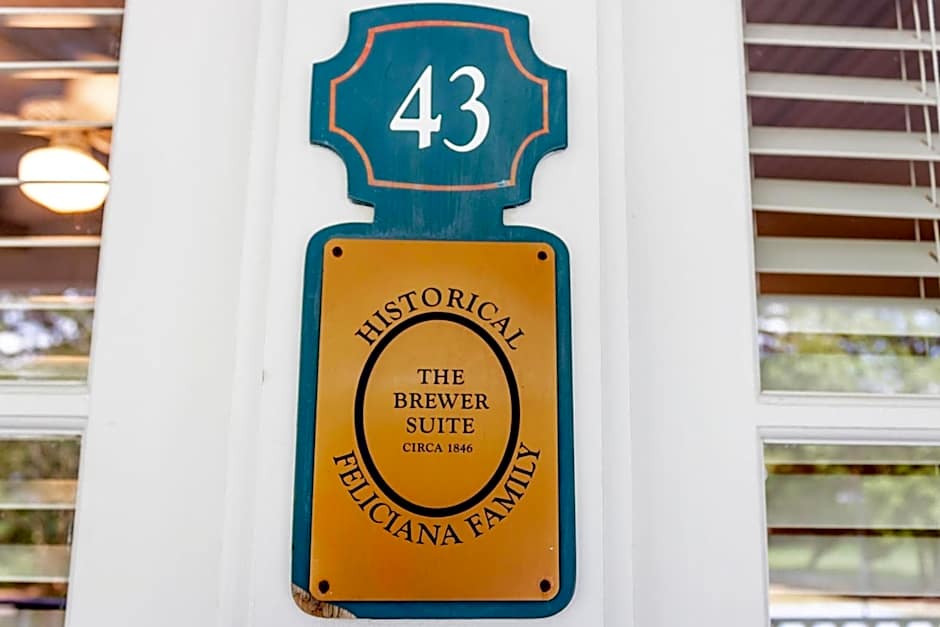 43
HISTORICAL
THE
BREWER
SUITE
CIRCA 1846
FELICIANA FAMILY